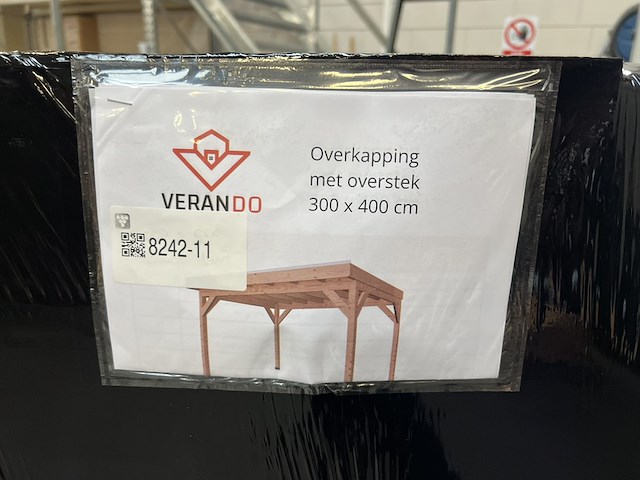 VERANDO
Overkapping
met overstek
300 x 400 cm
8242-11